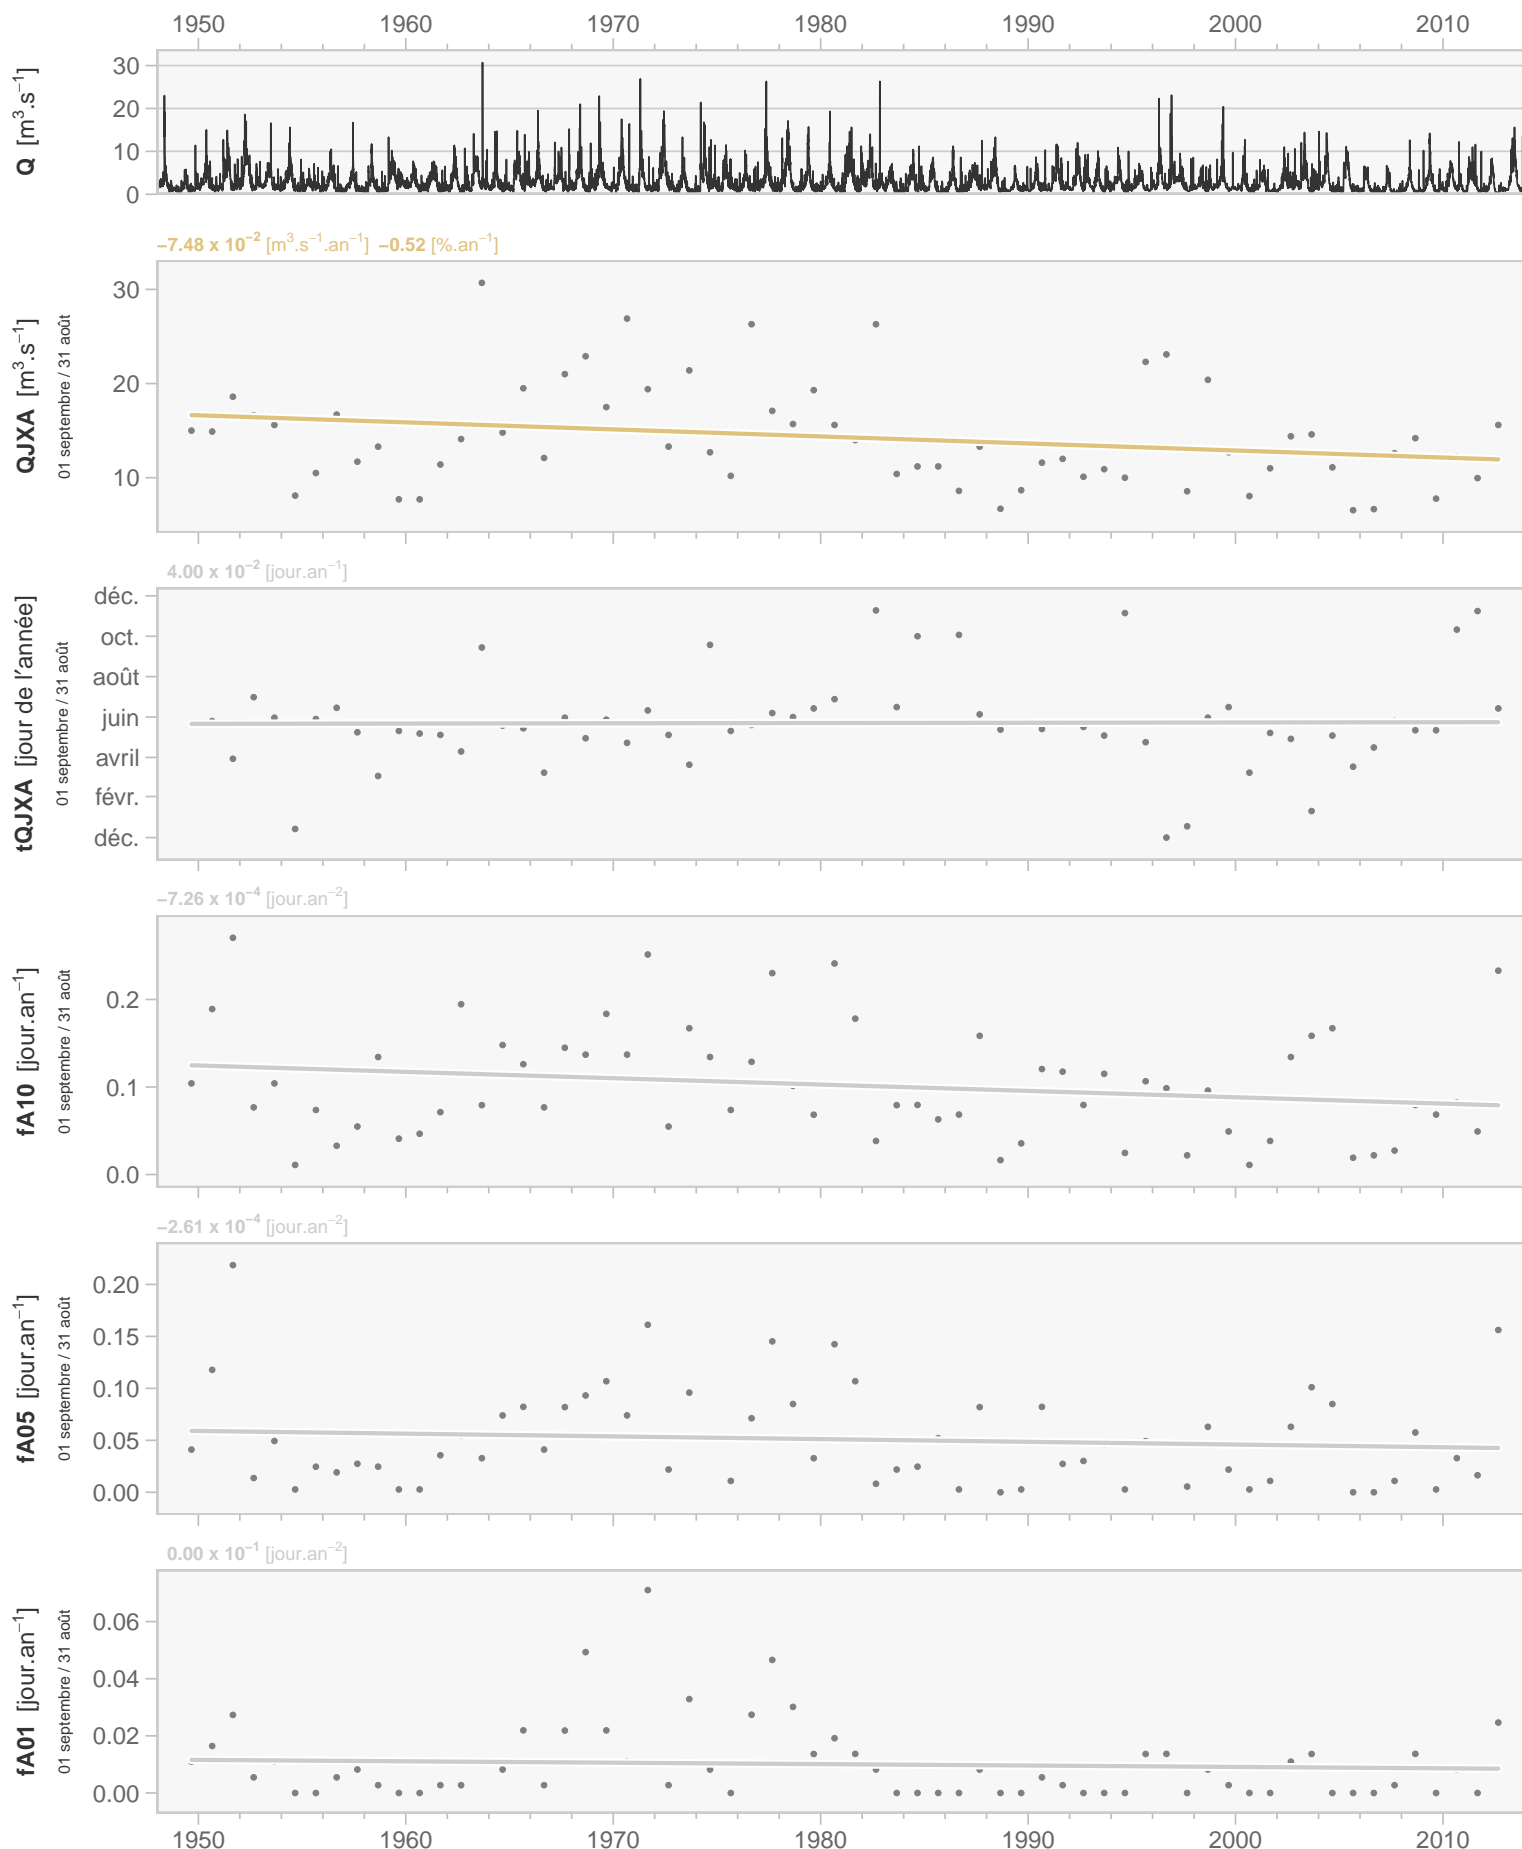 1950 1960 1970 1980 1990 2000 2010
Q [m³.s⁻¹]
30
20
10
0
−7.48 x 10⁻² [m³.s⁻¹.an⁻¹] −0.52 [%.an⁻¹]
QJXA [m³.s⁻¹]
01 septembre / 31 août
30
20
10
4.00 x 10⁻² [jour.an⁻¹]
tQJXA [jour de l'année]
01 septembre / 31 août
déc.
oct.
août
juin
avril
févr.
déc.
−7.26 x 10⁻⁴ [jour.an⁻²]
fA10 [jour.an⁻¹]
01 septembre / 31 août
0.2
0.1
0.0
−2.61 x 10⁻⁴ [jour.an⁻²]
fA05 [jour.an⁻¹]
01 septembre / 31 août
0.20
0.15
0.10
0.05
0.00
0.00 x 10⁻¹ [jour.an⁻²]
fA01 [jour.an⁻¹]
01 septembre / 31 août
0.06
0.04
0.02
0.00
1950 1960 1970 1980 1990 2000 2010